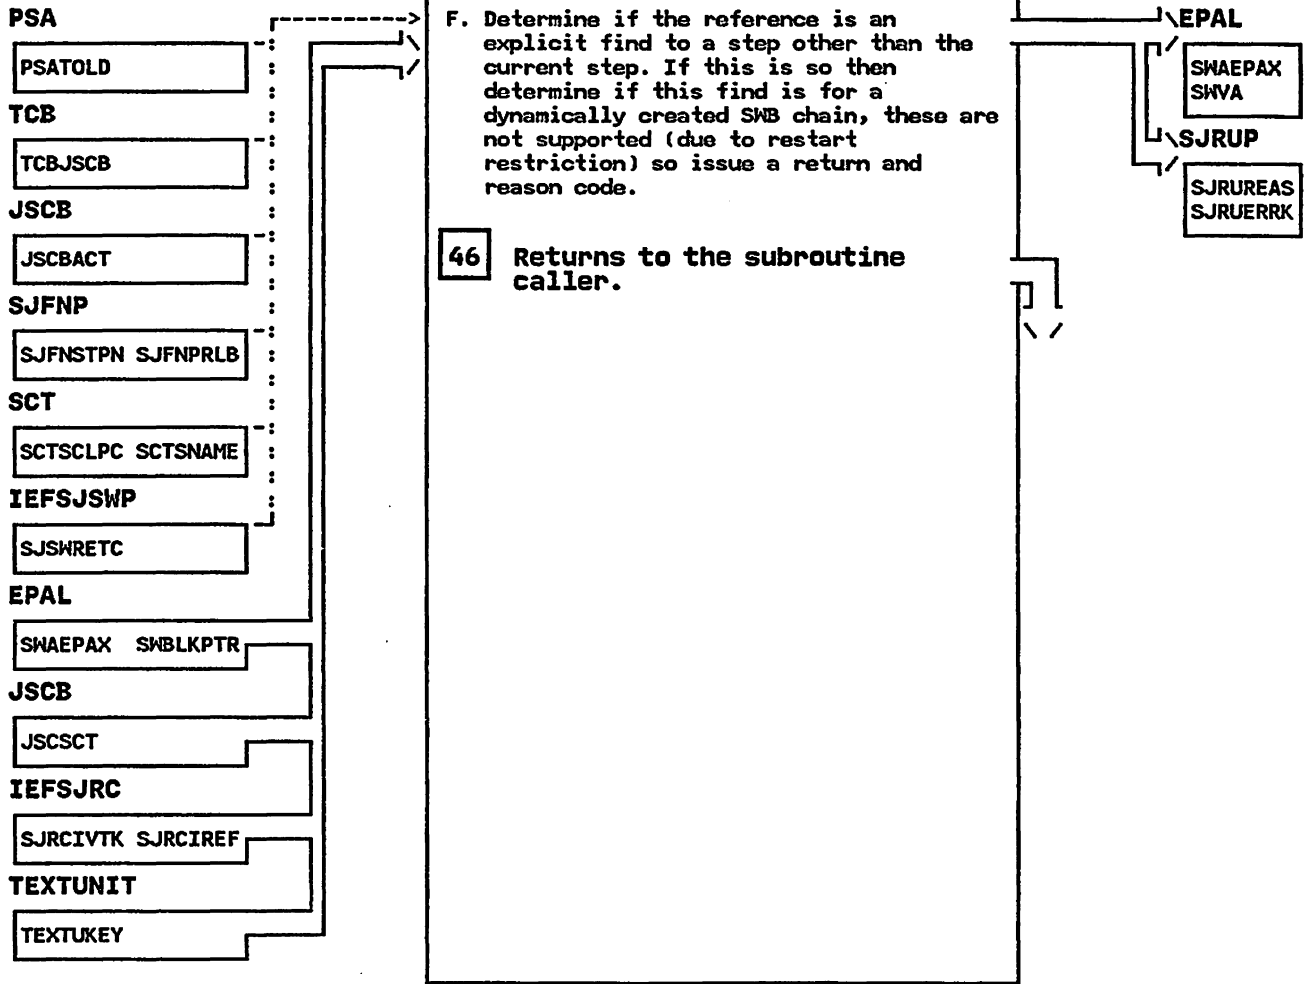 PSA
PSATOLD
TCB
TCBJSCB
JSCB
JSCBACT
SJFNP
SJFNSTPN SJFNPRLB
SCT
SCTSCLPC SCTSNAME
IEFSJSWP
SJSWRETC
EPAL
SWAEPAX SWBLKPTR
JSCB
JSCSCT
IEFSJRC
SJRCIVTK SJRCIREF
TEXTUNIT
TEXTUKEY
F. Determine if the reference is an
explicit find to a step other than the
current step. If this is so then
determine if this find is for a
dynamically created SWB chain, these are
not supported (due to restart
restriction) so issue a return and
reason code.
46 Returns to the subroutine
caller.
EPAL
SWAEPAX
SWVA
SJRUP
SJRUREAS
SJRUERRK